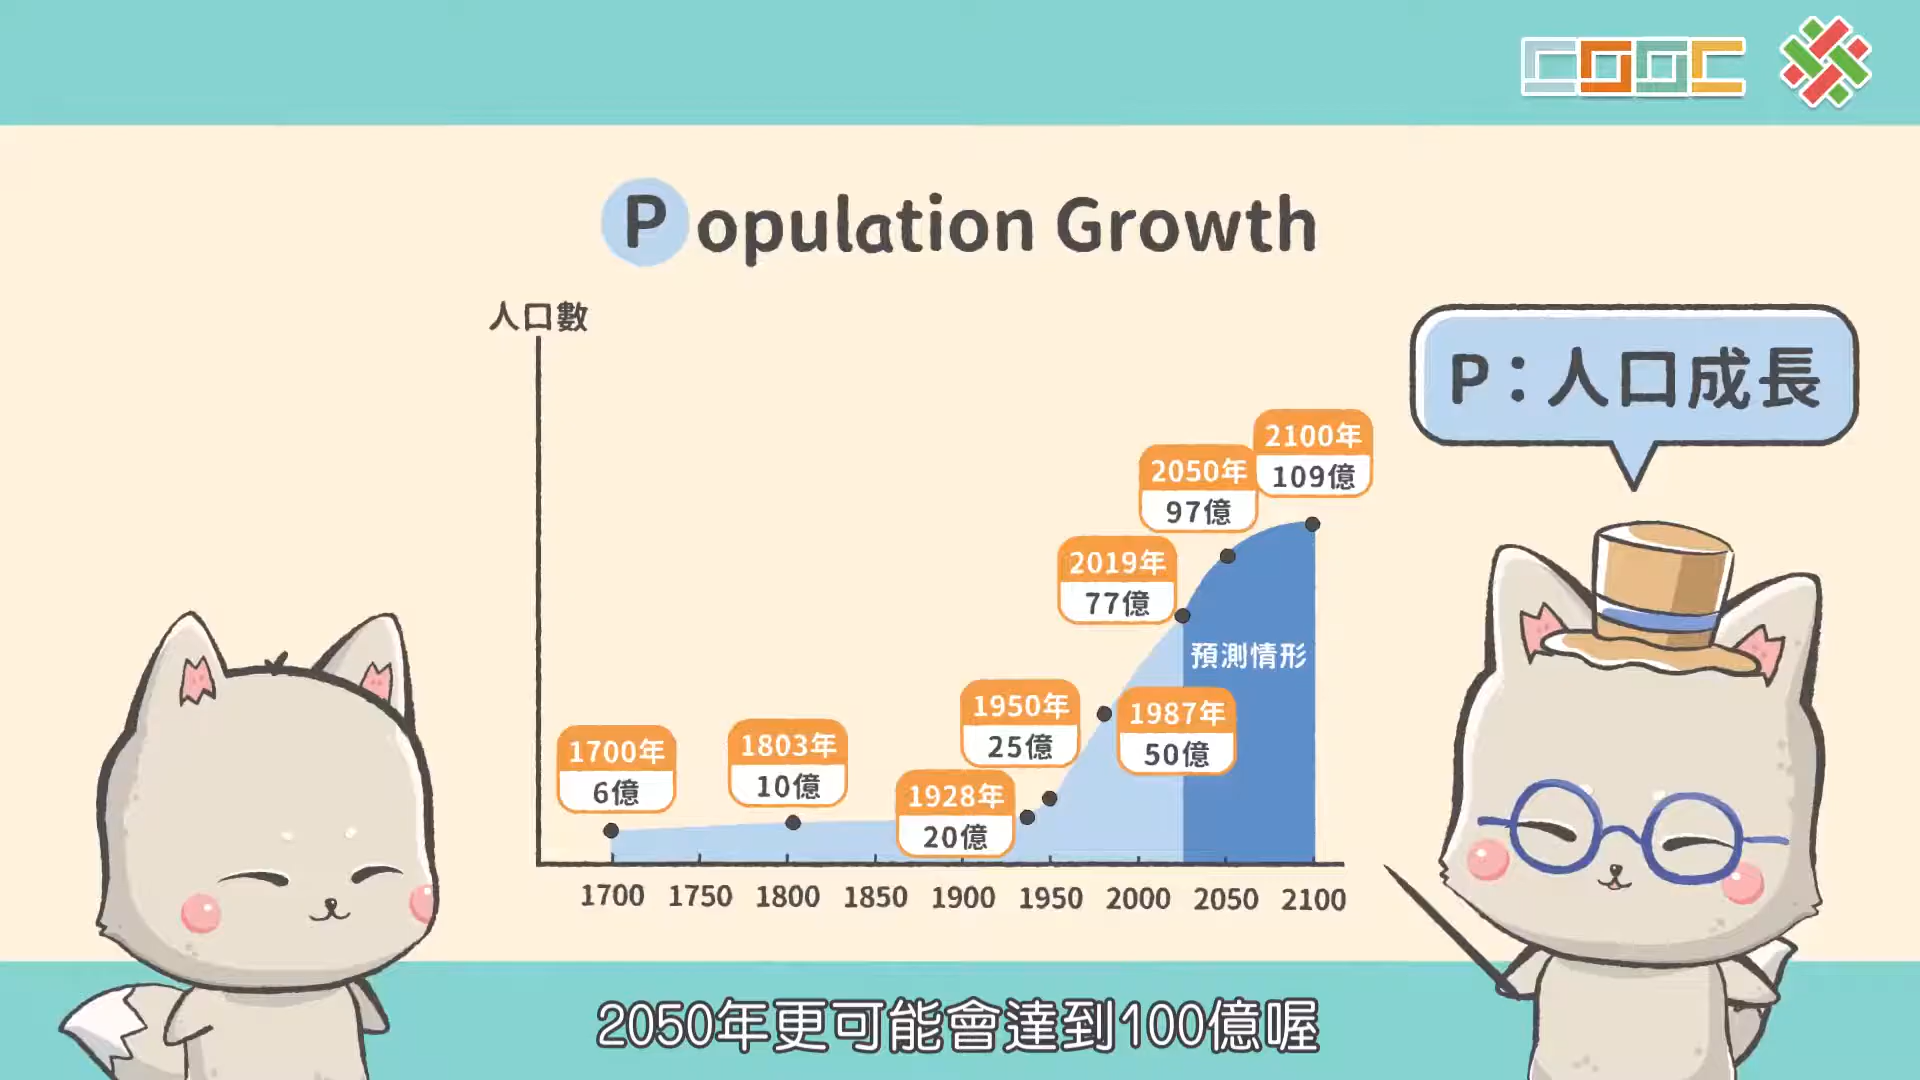 COOC
Population Growth
人口數
P：人口成長
2100年
109億
2050年
97億
2019年
77億
預測情形
1950年
25億
1987年
50億
1700年
6億
1803年
10億
1928年
20億
1700 1750 1800 1850 1900 1950 2000 2050 2100
2050年更可能會達到100億喔